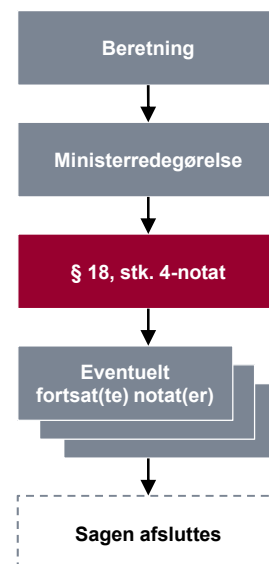 Beretning
Ministerredegørelse
§ 18, stk. 4-notat
Eventuelt
fortsat(te) notat(er)
Sagen afsluttes